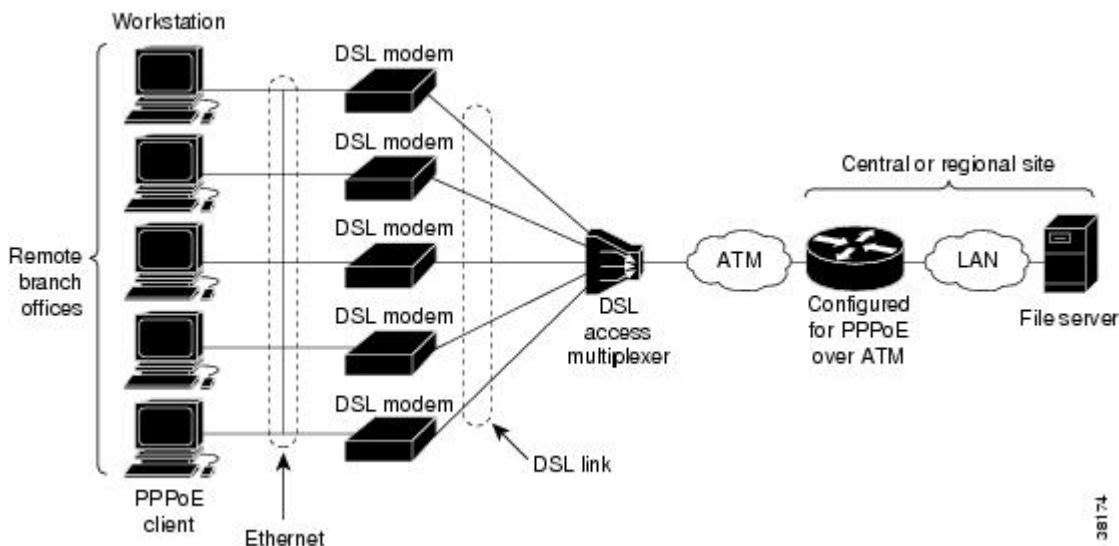 Workstation
DSL modem
DSL modem
DSL modem
DSL modem
DSL modem
Remote
branch
offices
PPPoE
client
Ethernet
DSL link
DSL
access
multiplexer
ATM
Central or regional site
Configured
for PPPoE
over ATM
LAN
File server
38174